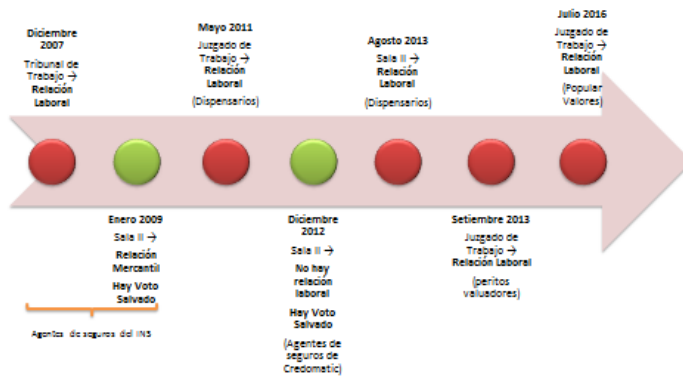 Diciembre
2007
Tribunal de
Trabajo →
Relación
Laboral
Enero 2009
Sala II →
Relación
Mercantil
Hay Voto
Salvado
Agentes de seguros del INS
Mayo 2011
Juzgado de
Trabajo →
Relación
Laboral
(Dispensarios)
Diciembre
2012
Sala II →
No hay
relación
laboral
Hay Voto
Salvado
(Agentes de
seguros de
Credomatic)
Agosto 2013
Sala II →
Relación
Laboral
(Dispensarios)
Setiembre 2013
Juzgado de
Trabajo →
Relación Laboral
(peritos
valuadores)
Julio 2016
Juzgado de
Trabajo →
Relación
Laboral
(Popular
Valores)